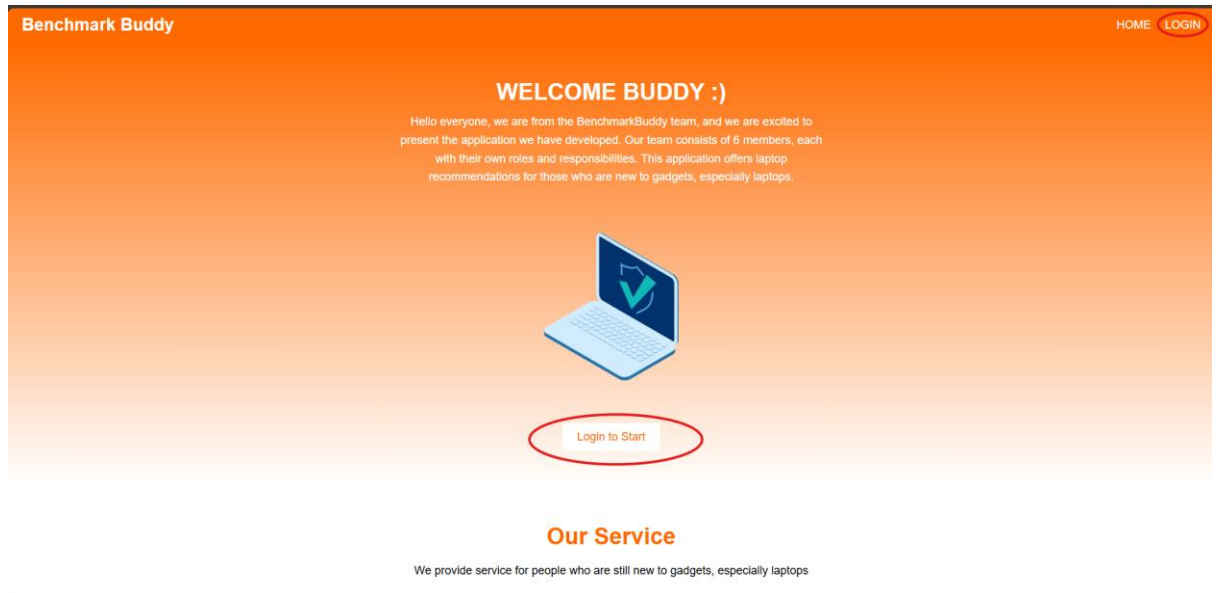 Benchmark Buddy
HOME LOGIN
WELCOME BUDDY :)
Hello everyone, we are from the BenchmarkBuddy team, and we are excited to
present the application we have developed. Our team consists of 6 members, each
with their own roles and responsibilities. This application offers laptop
recommendations for those who are new to gadgets, especially laptops.
Login to Start
Our Service
We provide service for people who are still new to gadgets, especially laptops